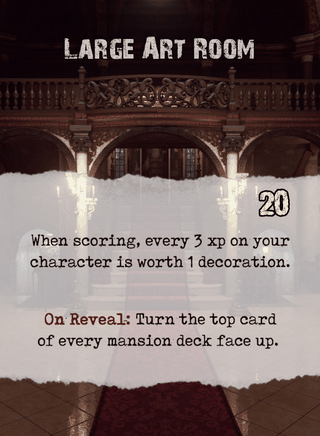 Large Art Room
20
When scoring, every 3 xp on your
character is worth 1 decoration.
On Reveal: Turn the top card
of every mansion deck face up.